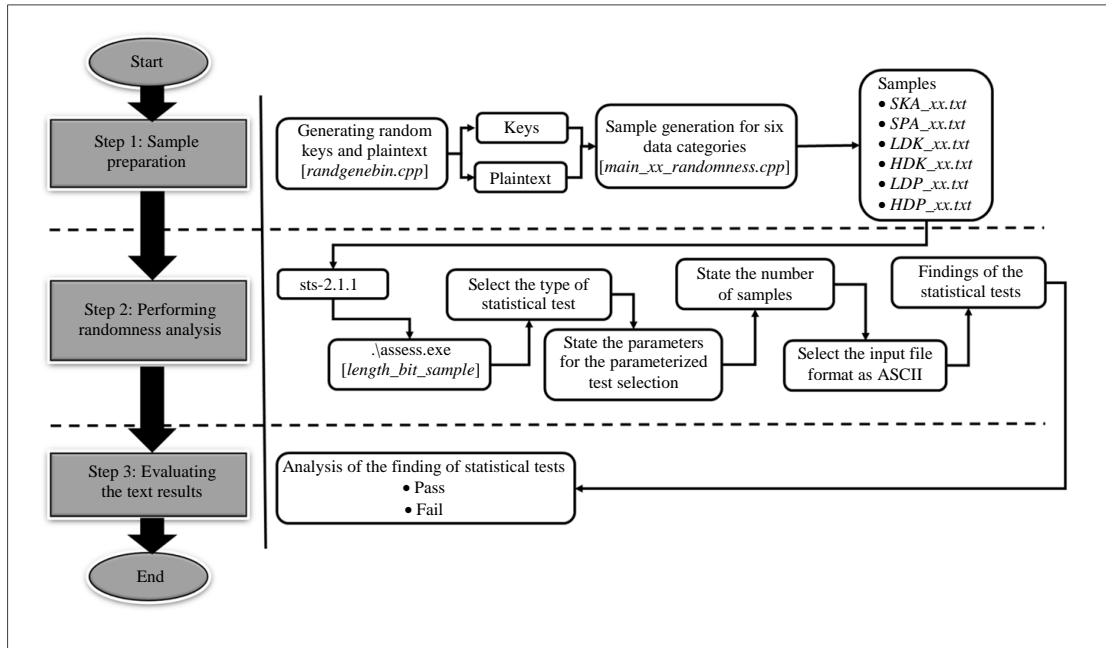 Start
Step 1: Sample
preparation
Generating random
keys and plaintext
[randgenebin.cpp]
Keys
Plaintext
Sample generation for six
data categories
[main_xx_randomness.cpp]
Samples
• SKA_xx.txt
• SPA_xx.txt
• LDK_xx.txt
• HDK_xx.txt
• LDP_xx.txt
• HDP_xx.txt
Step 2: Performing
randomness analysis
sts-2.1.1
.\assess.exe
[length_bit_sample]
Select the type of
statistical test
State the parameters
for the parameterized
test selection
State the number
of samples
Select the input file
format as ASCII
Findings of the
statistical tests
Step 3: Evaluating
the text results
Analysis of the finding of statistical tests
• Pass
• Fail
End